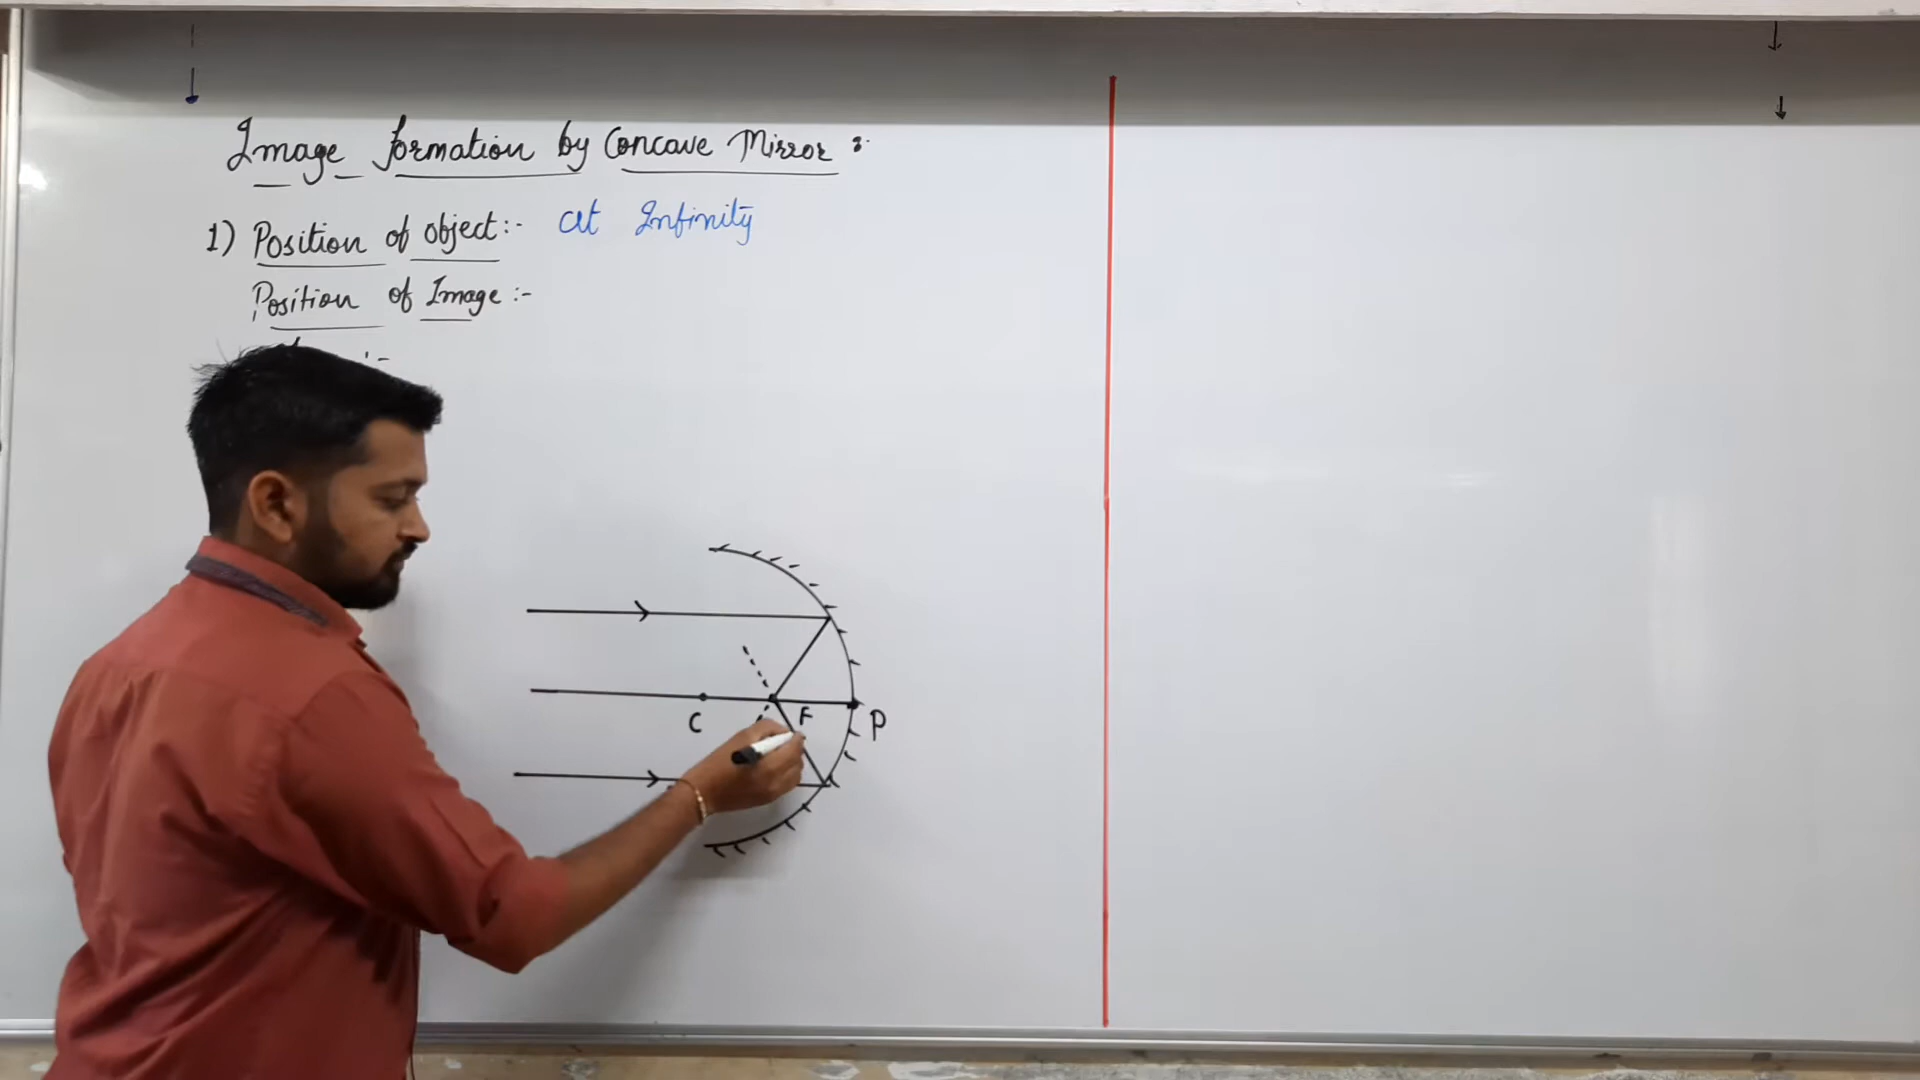 Image formation by Concave Mirror :-
1) Position of object :- at Infinity
Position of Image :-
:-
C F P